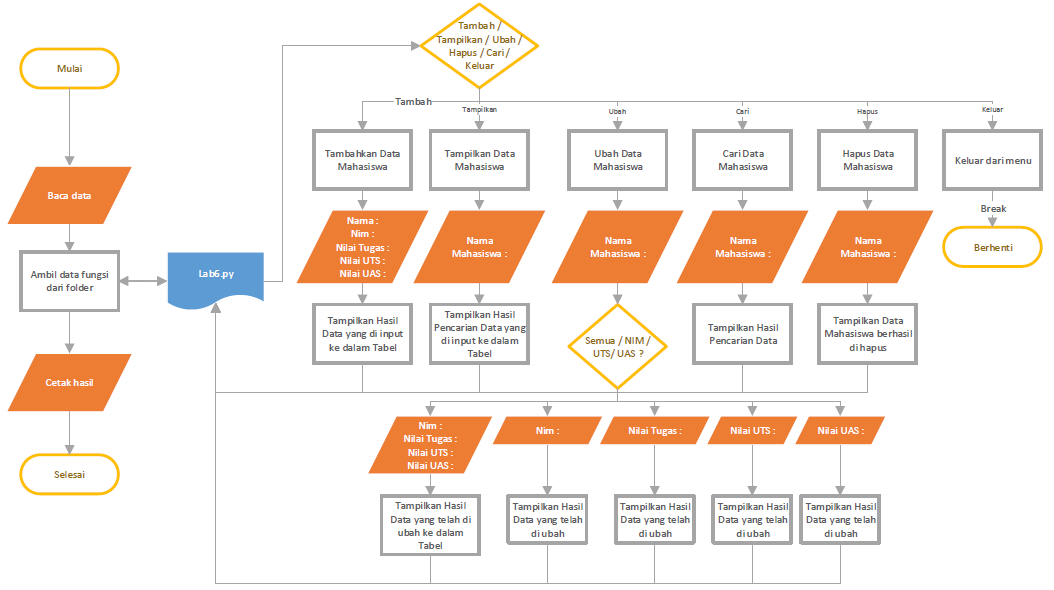 Tambah /
Tampilkan / Ubah /
Hapus / Cari /
Keluar
Mulai
Baca data
Ambil data fungsi
dari folder
Cetak hasil
Selesai
Lab6.py
Tambah
Tampilkan
Ubah
Cari
Hapus
Keluar
Tambahkan Data
Mahasiswa
Tampilkan Data
Mahasiswa
Ubah Data
Mahasiswa
Cari Data
Mahasiswa
Hapus Data
Mahasiswa
Keluar dari menu
Break
Berhenti
Nama :
Nim :
Nilai Tugas :
Nilai UTS :
Nilai UAS :
Nama
Mahasiswa :
Nama
Mahasiswa :
Nama
Mahasiswa :
Nama
Mahasiswa :
Tampilkan Hasil
Data yang di input
ke dalam Tabel
Tampilkan Hasil
Pencarian Data yang
di input ke dalam
Tabel
Semua / NIM /
UTS/ UAS ?
Tampilkan Hasil
Pencarian Data
Tampilkan Data
Mahasiswa berhasil
di hapus
Nim :
Nilai Tugas :
Nilai UTS :
Nilai UAS :
Nim :
Nilai Tugas :
Nilai UTS :
Nilai UAS :
Tampilkan Hasil
Data yang telah di
ubah ke dalam
Tabel
Tampilkan Hasil
Data yang telah
di ubah
Tampilkan Hasil
Data yang telah
di ubah
Tampilkan Hasil
Data yang telah
di ubah
Tampilkan Hasil
Data yang telah
di ubah